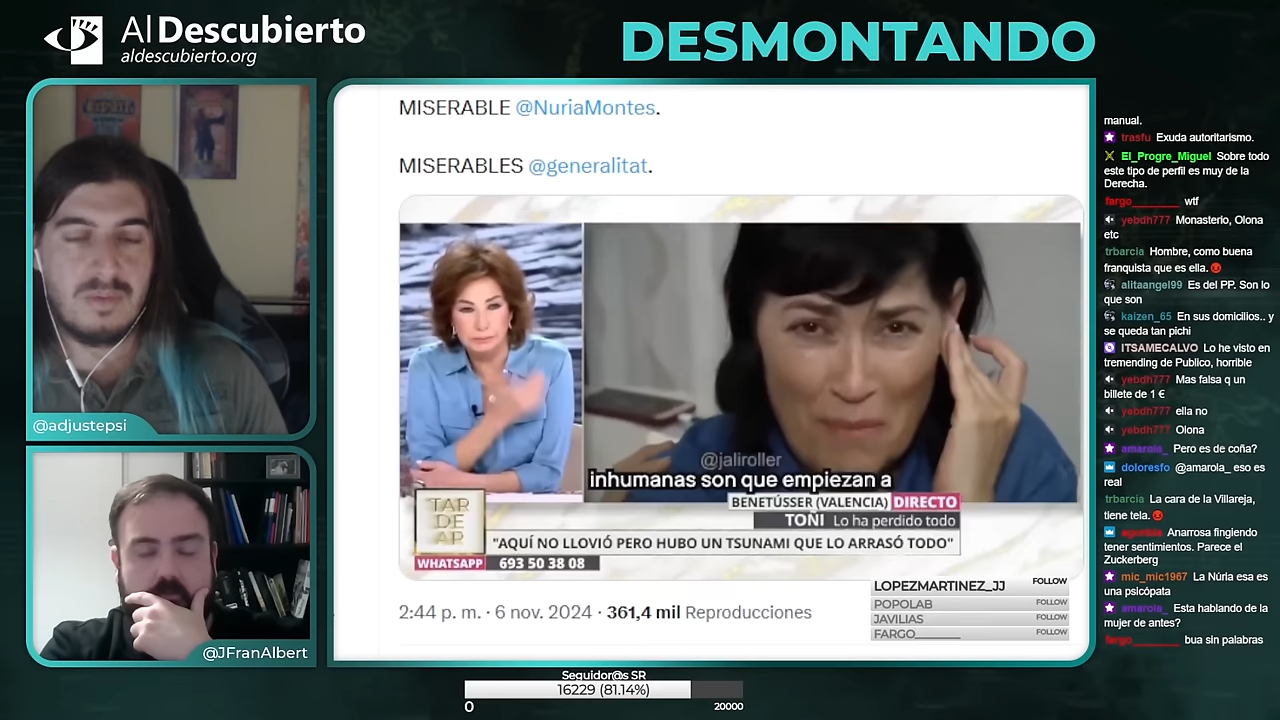 Al Descubierto
aldescubierto.org
DESMONTANDO
@adjustepsi
@JFranAlbert
MISERABLE @NuriaMontes.
MISERABLES @generalitat.
@jaliroller
inhumanas son que empiezan a
BENETÚSSER (VALENCIA) DIRECTO
TONI Lo ha perdido todo
TAR
DE
AR
"AQUÍ NO LLOVIÓ PERO HUBO UN TSUNAMI QUE LO ARRASÓ TODO"
WHATSAPP 693 50 38 08
2:44 p. m. · 6 nov. 2024 · 361,4 mil Reproducciones
LOPEZMARTINEZ_JJ FOLLOW
POPOLAB FOLLOW
JAVILIAS FOLLOW
FARGO________ FOLLOW
manual.
trasfu Exuda autoritarismo.
El_Progre_Miguel Sobre todo
este tipo de perfil es muy de la
Derecha.
fargo________ wtf
yebdh777 Monasterio, Olona
etc
trbarcia Hombre, como buena
franquista que es ella.
alitaangel99 Es del PP. Son lo
que son
kaizen_65 En sus domicilios.. y
se queda tan pichi
ITSAMECALVO Lo he visto en
tremending de Publico, horrible
yebdh777 Mas falsa q un
billete de 1 €
yebdh777 ella no
yebdh777 Olona
amarola_ Pero es de coña?
doloresfo @amarola_ eso es
real
trbarcia La cara de la Villareja,
tiene tela.
Anarrosa fingiendo
tener sentimientos. Parece el
Zuckerberg
mic_mic1967 La Núria esa es
una psicópata
amarola_ Esta hablando de la
mujer de antes?
fargo________ bua sin palabras
Seguidor@s SR
16229 (81.14%)
0 20000